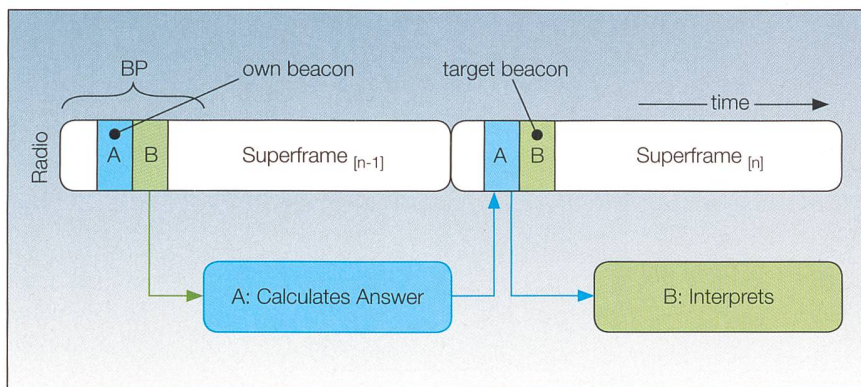 BP
own beacon
target beacon
time
Radio
A
B
Superframe [n-1]
A
B
Superframe [n]
A: Calculates Answer
B: Interprets